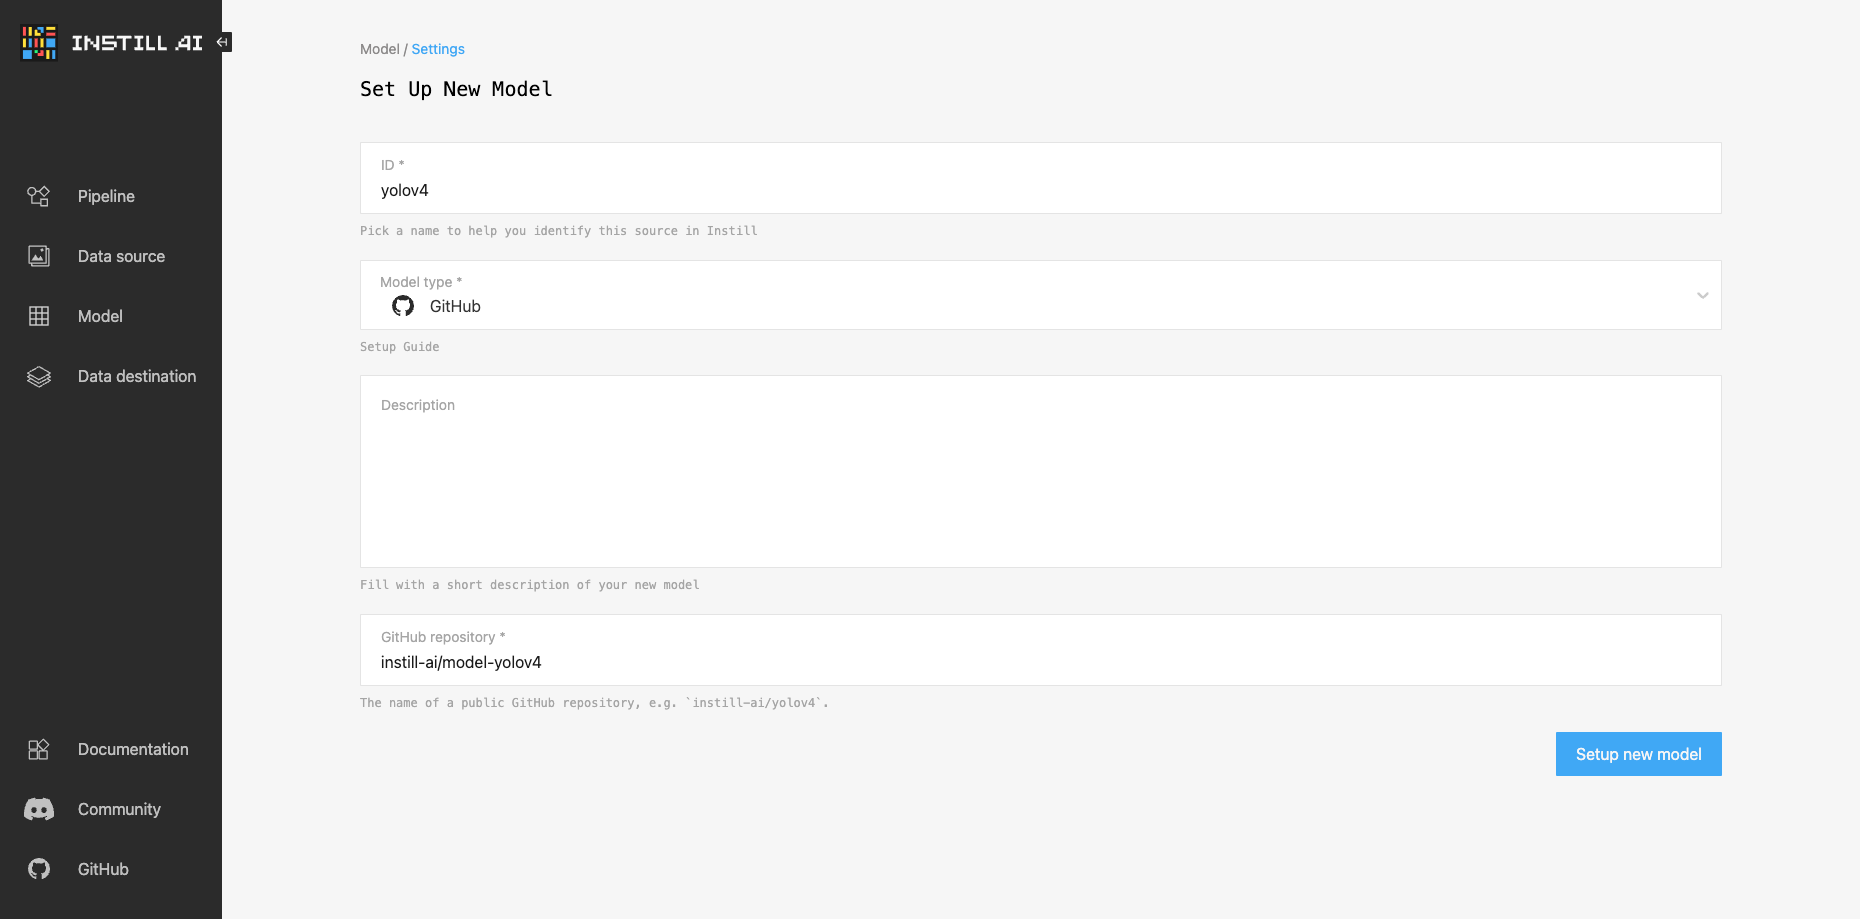 INSTILL AI
Pipeline
Data source
Model
Data destination
Documentation
Community
GitHub
Model / Settings
Set Up New Model
ID *
yolov4
Pick a name to help you identify this source in Instill
Model type *
GitHub
Setup Guide
Description
Fill with a short description of your new model
GitHub repository *
instill-ai/model-yolov4
The name of a public GitHub repository, e.g. `instill-ai/yolov4`.
Setup new model